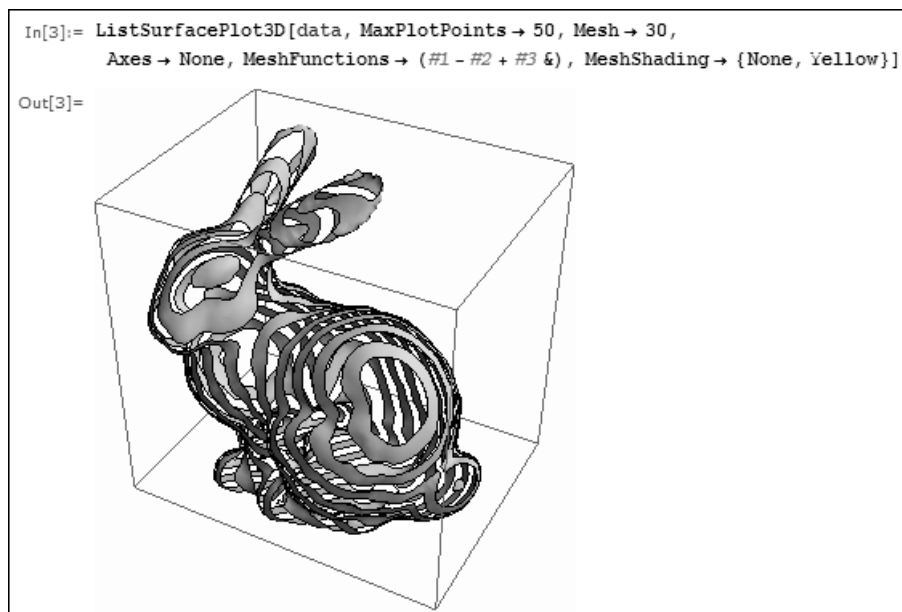 In[3]:= ListSurfacePlot3D[data, MaxPlotPoints → 50, Mesh → 30,
Axes → None, MeshFunctions → (#1 - #2 + #3 &), MeshShading → {None, Yellow}]
Out[3]=